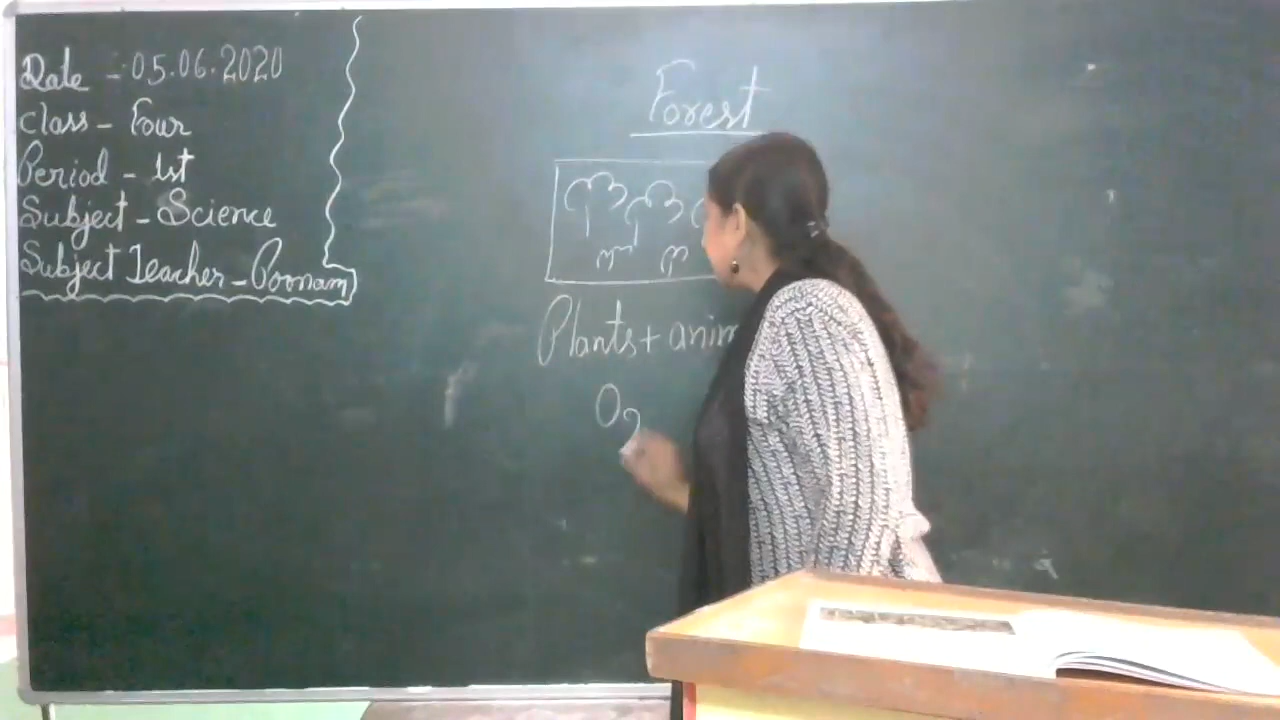 Date - 05.06.2020
Class - Four
Period - 1st
Subject - Science
Subject Teacher - Poonam
Forest
Plants + anim
O2